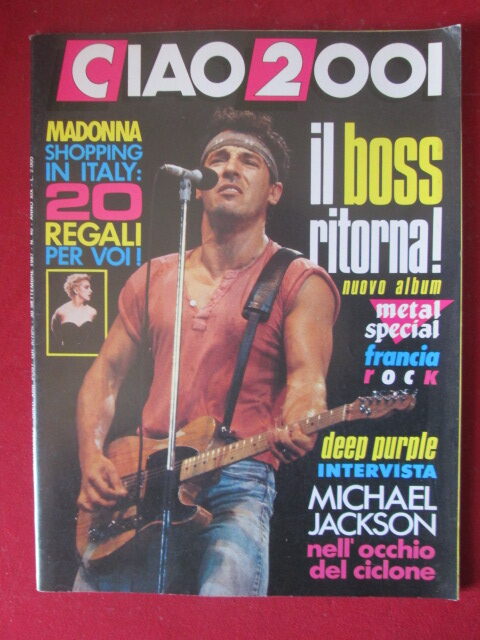 CIAO 2001
MADONNA
SHOPPING
IN ITALY:
20
REGALI
PER VOI!
il boss
ritorna!
nuovo album
metal
special
francia
rock
deep purple
INTERVISTA
MICHAEL
JACKSON
nell'occhio
del ciclone